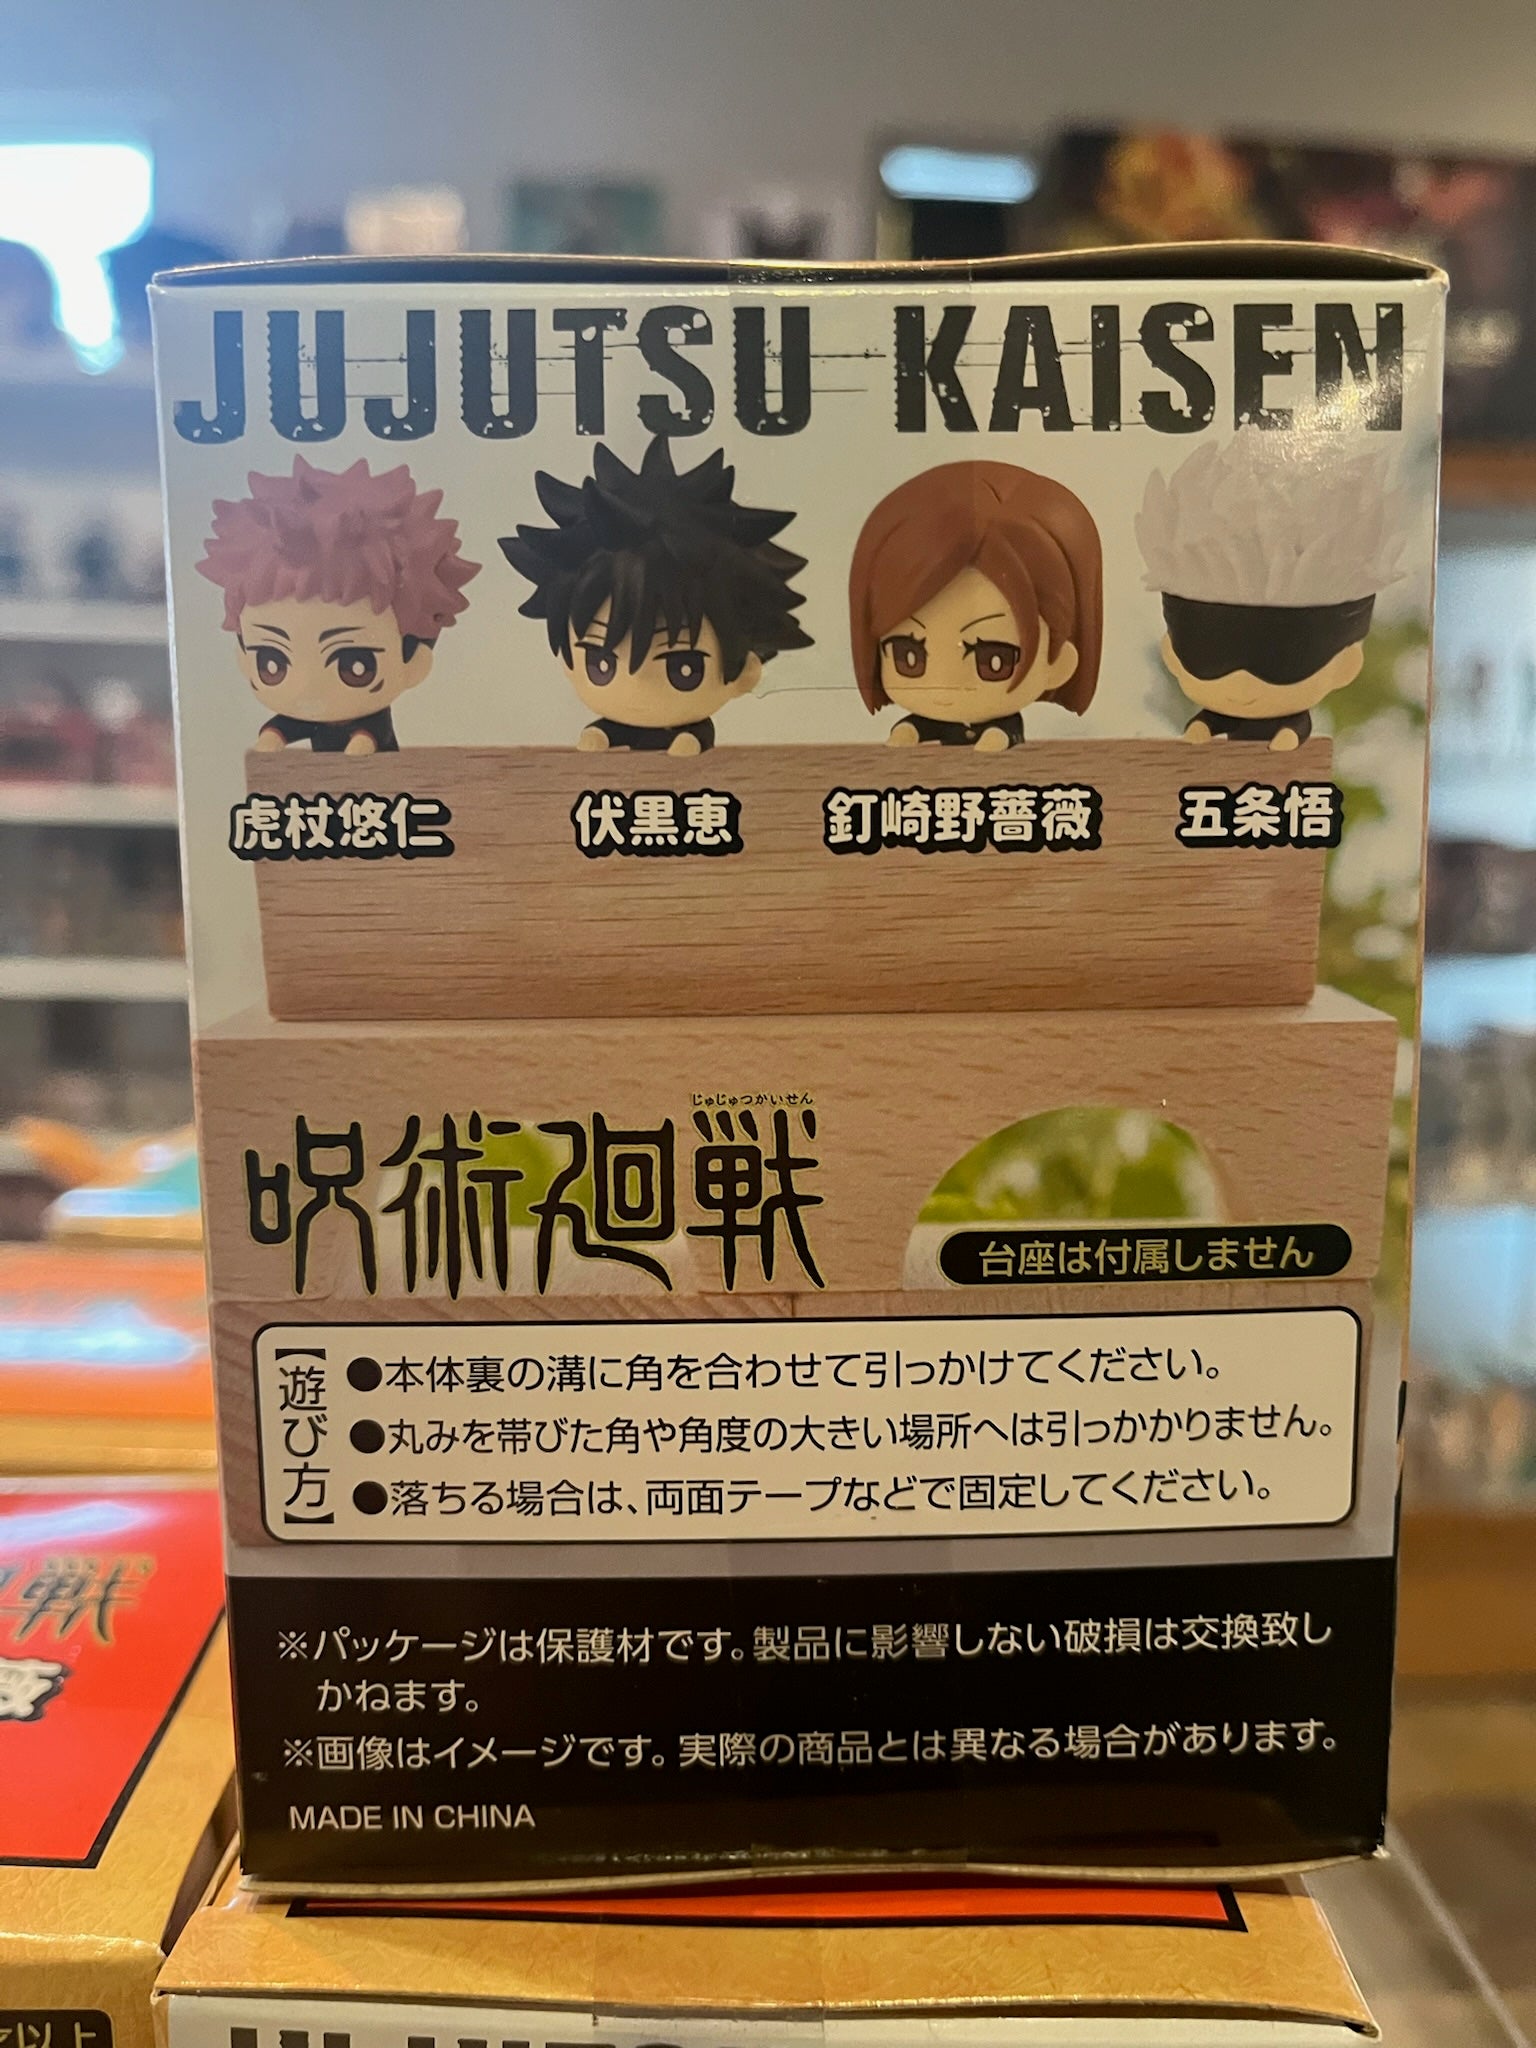 JUJUTSU KAISEN
虎杖悠仁
伏黒恵
釘崎野薔薇
五条悟
じゅじゅつかいせん
呪術廻戦
台座は付属しません
【遊び方】
●本体裏の溝に角を合わせて引っかけてください。
●丸みを帯びた角や角度の大きい場所へは引っかかりません。
●落ちる場合は、両面テープなどで固定してください。
※パッケージは保護材です。製品に影響しない破損は交換致し
かねます。
※画像はイメージです。実際の商品とは異なる場合があります。
MADE IN CHINA
戦
以上